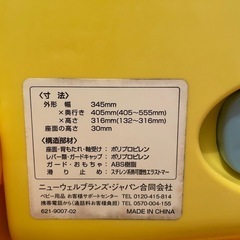 〈寸 法〉
外形 幅 345mm
×奥行き 405mm(405~555mm)
×高さ 316mm(132~316mm)
座面の高さ 30mm
〈構造部材〉
座面・背もたれ・軸受け: ポリプロピレン
レバー類・ガードキャップ: ポリプロピレン
ガード・おもちゃ: ABS樹脂
滑り止め: スチレン系熱可塑性エラストマー
ニューウェルブランズ・ジャパン合同会社
ベビー用品 お客様サポートセンター TEL 0120-415-814
携帯電話から(通話料お客様負担) TEL 0570-004-155
621-9007-02 MADE IN CHINA